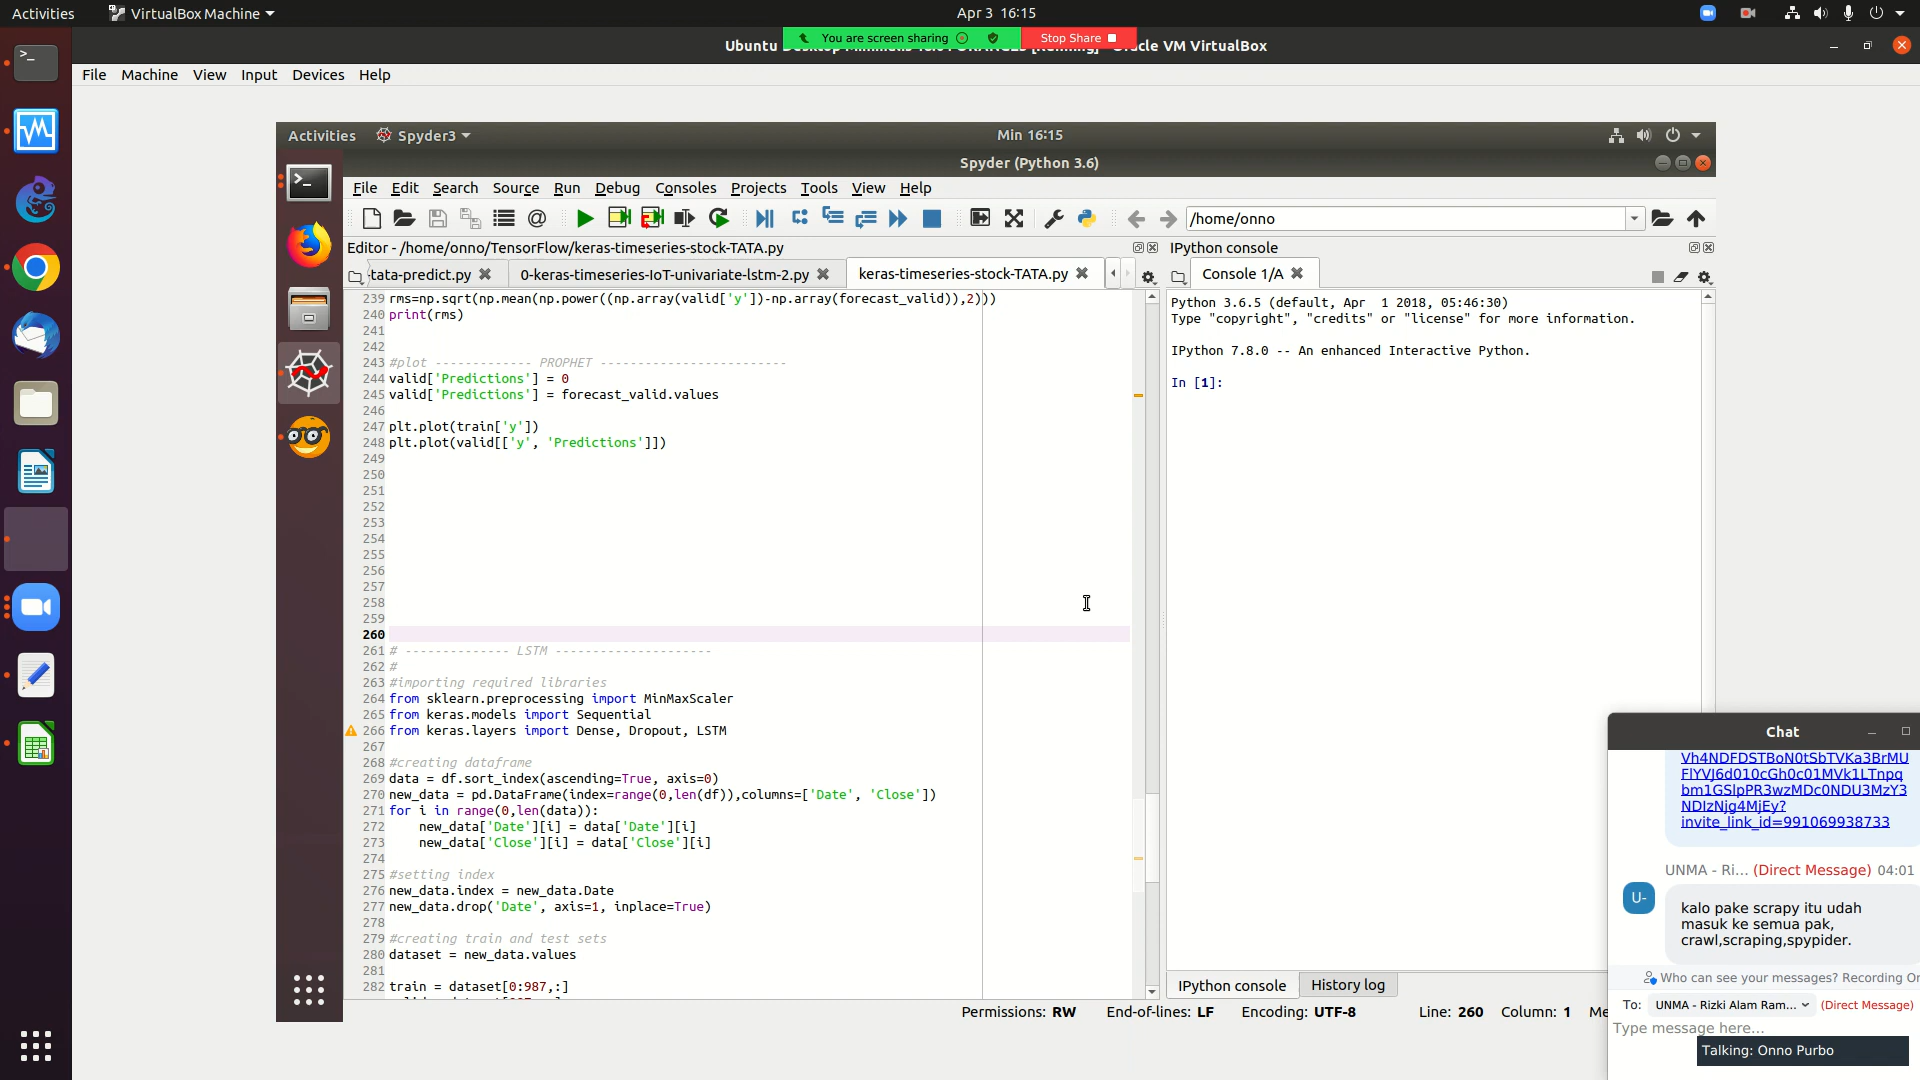 Activities
VirtualBox Machine
Apr 3 16:15
You are screen sharing
Stop Share
Ubuntu
cle VM VirtualBox
File Machine View Input Devices Help
Activities
Spyder3
Min 16:15
Spyder (Python 3.6)
File Edit Search Source Run Debug Consoles Projects Tools View Help
/home/onno
Editor - /home/onno/TensorFlow/keras-timeseries-stock-TATA.py
IPython console
tata-predict.py
0-keras-timeseries-IoT-univariate-lstm-2.py
keras-timeseries-stock-TATA.py
Console 1/A
239 rms=np.sqrt(np.mean(np.power((np.array(valid['y'])-np.array(forecast_valid)),2)))
240 print(rms)
241
242
243 #plot ------------- PROPHET -------------------------
244 valid['Predictions'] = 0
245 valid['Predictions'] = forecast_valid.values
246
247 plt.plot(train['y'])
248 plt.plot(valid[['y', 'Predictions']])
249
250
251
252
253
254
255
256
257
258
259
260
261 # -------------- LSTM ---------------------
262 #
263 #importing required libraries
264 from sklearn.preprocessing import MinMaxScaler
265 from keras.models import Sequential
266 from keras.layers import Dense, Dropout, LSTM
267
268 #creating dataframe
269 data = df.sort_index(ascending=True, axis=0)
270 new_data = pd.DataFrame(index=range(0,len(df)),columns=['Date', 'Close'])
271 for i in range(0,len(data)):
272     new_data['Date'][i] = data['Date'][i]
273     new_data['Close'][i] = data['Close'][i]
274
275 #setting index
276 new_data.index = new_data.Date
277 new_data.drop('Date', axis=1, inplace=True)
278
279 #creating train and test sets
280 dataset = new_data.values
281
282 train = dataset[0:987,:]
Python 3.6.5 (default, Apr  1 2018, 05:46:30)
Type "copyright", "credits" or "license" for more information.
IPython 7.8.0 -- An enhanced Interactive Python.
In [1]:
IPython console
History log
Permissions: RW
End-of-lines: LF
Encoding: UTF-8
Line: 260
Column: 1
Me
Chat
Vh4NDFDSTBoN0tSbTVKa3BrMU
FlYVJ6d010cGh0c01MVk1LTnpq
bm1GSlpPR3wzMDc0NDU3MzY3
NDIzNjg4MjEy?
invite_link_id=991069938733
UNMA - Ri... (Direct Message) 04:01
U-
kalo pake scrapy itu udah
masuk ke semua pak,
crawl,scraping,spypider.
Who can see your messages? Recording On
To: UNMA - Rizki Alam Ram... (Direct Message)
Type message here...
Talking: Onno Purbo